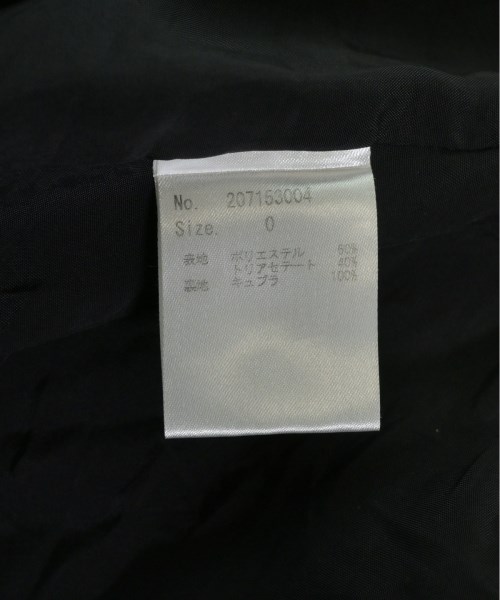 No. 207153004
Size. 0
表地 ポリエステル
トリアセテート 40%
裏地 キュプラ 100%